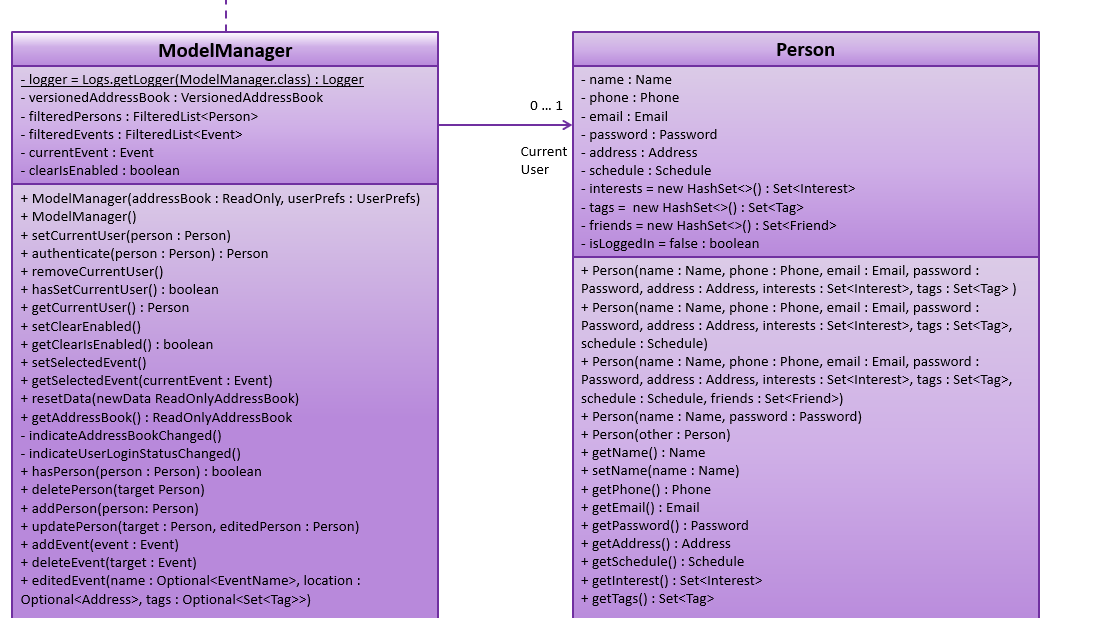 ModelManager
- logger = Logs.getLogger(ModelManager.class) : Logger
- versionedAddressBook : VersionedAddressBook
- filteredPersons : FilteredList<Person>
- filteredEvents : FilteredList<Event>
- currentEvent : Event
- clearIsEnabled : boolean
+ ModelManager(addressBook : ReadOnly, userPrefs : UserPrefs)
+ ModelManager()
+ setCurrentUser(person : Person)
+ authenticate(person : Person) : Person
+ removeCurrentUser()
+ hasSetCurrentUser() : boolean
+ getCurrentUser() : Person
+ setClearEnabled()
+ getClearIsEnabled() : boolean
+ setSelectedEvent()
+ getSelectedEvent(currentEvent : Event)
+ resetData(newData ReadOnlyAddressBook)
+ getAddressBook() : ReadOnlyAddressBook
- indicateAddressBookChanged()
- indicateUserLoginStatusChanged()
+ hasPerson(person : Person) : boolean
+ deletePerson(target Person)
+ addPerson(person: Person)
+ updatePerson(target : Person, editedPerson : Person)
+ addEvent(event : Event)
+ deleteEvent(target : Event)
+ editedEvent(name : Optional<EventName>, location :
Optional<Address>, tags : Optional<Set<Tag>>)
0 … 1
Current
User
Person
- name : Name
- phone : Phone
- email : Email
- password : Password
- address : Address
- schedule : Schedule
- interests = new HashSet<>() : Set<Interest>
- tags =  new HashSet<>() : Set<Tag>
- friends = new HashSet<>() : Set<Friend>
- isLoggedIn = false : boolean
+ Person(name : Name, phone : Phone, email : Email, password :
Password, address : Address, interests : Set<Interest>, tags : Set<Tag> )
+ Person(name : Name, phone : Phone, email : Email, password :
Password, address : Address, interests : Set<Interest>, tags : Set<Tag>,
schedule : Schedule)
+ Person(name : Name, phone : Phone, email : Email, password :
Password, address : Address, interests : Set<Interest>, tags : Set<Tag>,
schedule : Schedule, friends : Set<Friend>)
+ Person(name : Name, password : Password)
+ Person(other : Person)
+ getName() : Name
+ setName(name : Name)
+ getPhone() : Phone
+ getEmail() : Email
+ getPassword() : Password
+ getAddress() : Address
+ getSchedule() : Schedule
+ getInterest() : Set<Interest>
+ getTags() : Set<Tag>